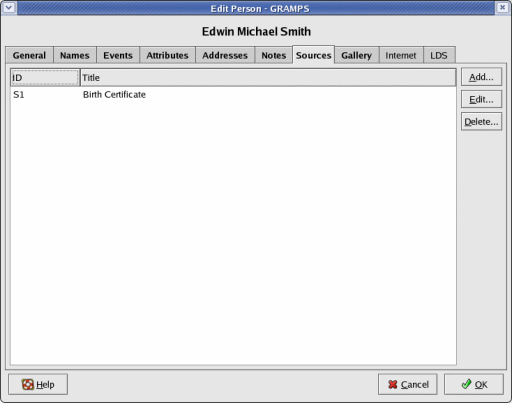 Edit Person - GRAMPS
Edwin Michael Smith
General Names Events Attributes Addresses Notes Sources Gallery Internet LDS
ID Title Add...
S1 Birth Certificate Edit...
Delete...
Help Cancel OK